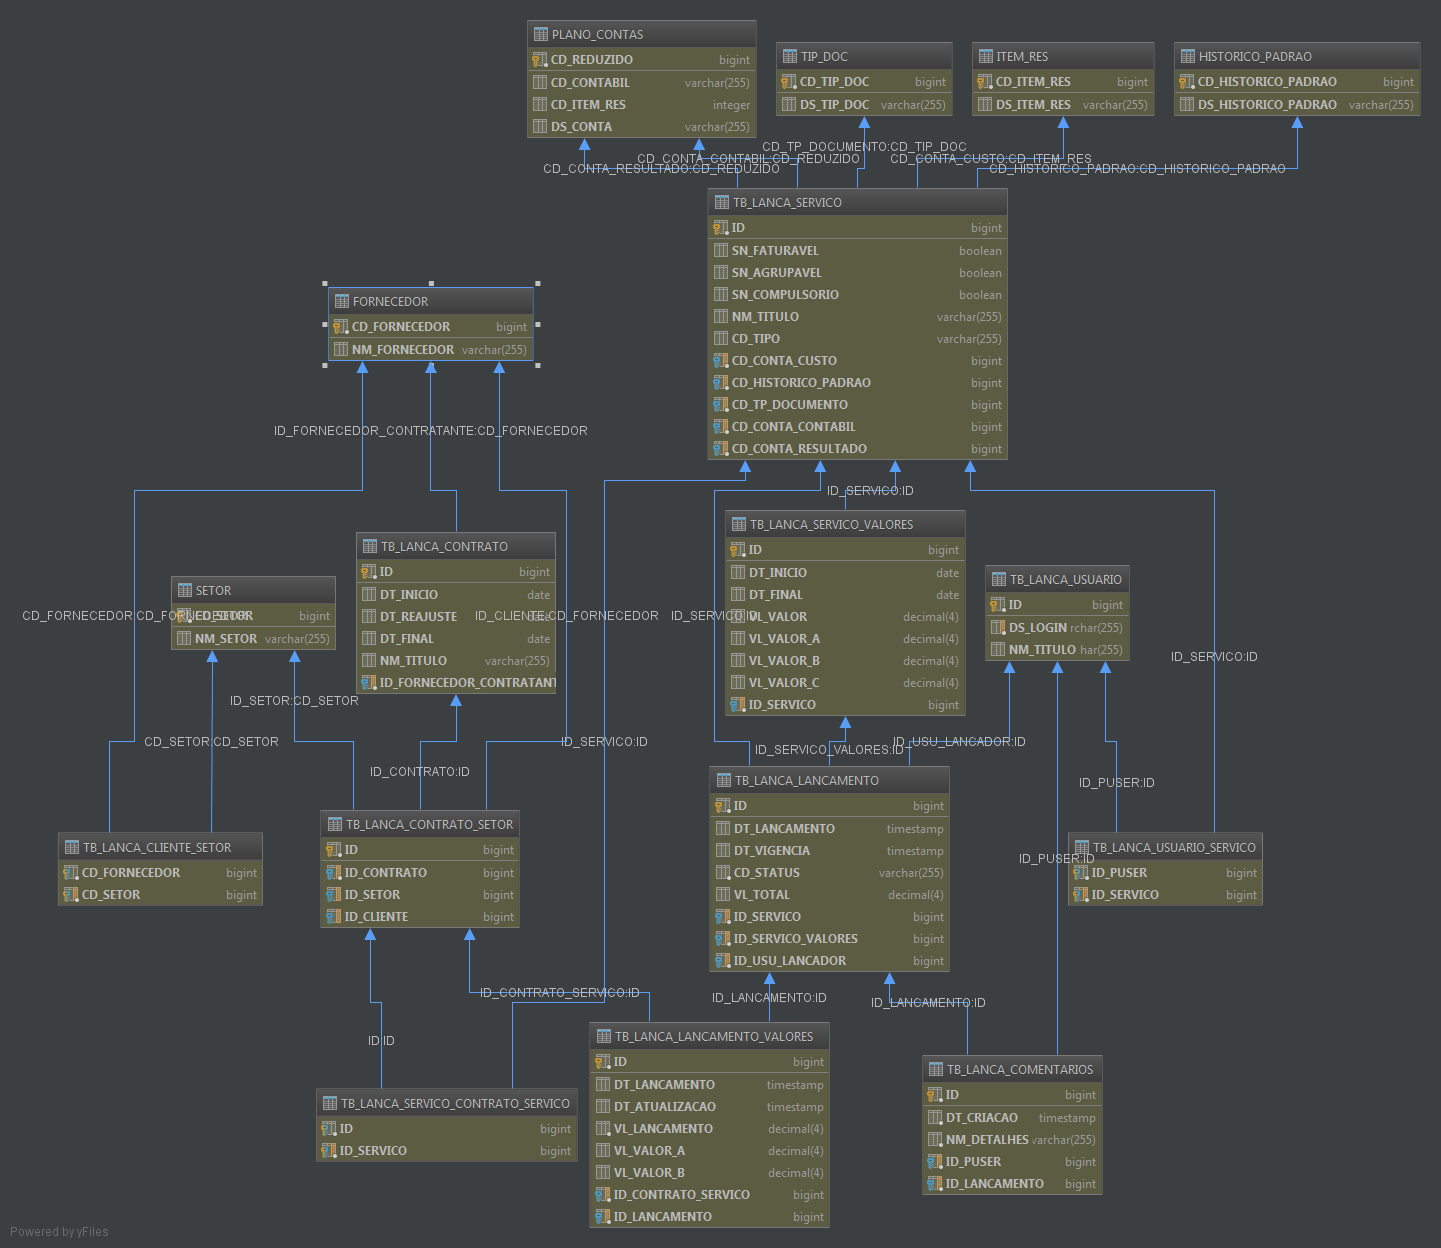 PLANO_CONTAS
CD_REDUZIDO bigint
CD_CONTABIL varchar(255)
CD_ITEM_RES integer
DS_CONTA varchar(255)
TIP_DOC
CD_TIP_DOC bigint
DS_TIP_DOC varchar(255)
ITEM_RES
CD_ITEM_RES bigint
DS_ITEM_RES varchar(255)
HISTORICO_PADRAO
CD_HISTORICO_PADRAO bigint
DS_HISTORICO_PADRAO varchar(255)
CD_TP_DOCUMENTO:CD_TIP_DOC
CD_CONTA_CONTABIL:CD_REDUZIDO
CD_CONTA_CUSTO:CD_ITEM_RES
CD_CONTA_RESULTADO:CD_REDUZIDO
CD_HISTORICO_PADRAO:CD_HISTORICO_PADRAO
TB_LANCA_SERVICO
ID bigint
SN_FATURAVEL boolean
SN_AGRUPAVEL boolean
SN_COMPULSORIO boolean
NM_TITULO varchar(255)
CD_TIPO varchar(255)
CD_CONTA_CUSTO bigint
CD_HISTORICO_PADRAO bigint
CD_TP_DOCUMENTO bigint
CD_CONTA_CONTABIL bigint
CD_CONTA_RESULTADO bigint
FORNECEDOR
CD_FORNECEDOR bigint
NM_FORNECEDOR varchar(255)
ID_FORNECEDOR_CONTRATANTE:CD_FORNECEDOR
ID_SERVICO:ID
TB_LANCA_CONTRATO
ID bigint
DT_INICIO date
DT_REAJUSTE date
DT_FINAL date
NM_TITULO varchar(255)
ID_FORNECEDOR_CONTRATANT
SETOR
CD_SETOR bigint
NM_SETOR varchar(255)
CD_FORNECEDOR:CD_FORNECEDOR
ID_CLIENTE:CD_FORNECEDOR
ID_SERVICO:ID
TB_LANCA_SERVICO_VALORES
ID bigint
DT_INICIO date
DT_FINAL date
VL_VALOR decimal(4)
VL_VALOR_A decimal(4)
VL_VALOR_B decimal(4)
VL_VALOR_C decimal(4)
ID_SERVICO bigint
TB_LANCA_USUARIO
ID bigint
DS_LOGIN rchar(255)
NM_TITULO har(255)
ID_SERVICO:ID
ID_SETOR:CD_SETOR
CD_SETOR:CD_SETOR
ID_SERVICO:ID
ID_SERVICO_VALORES:ID
ID_USU_LANCADOR:ID
ID_CONTRATO:ID
ID_PUSER:ID
TB_LANCA_CLIENTE_SETOR
CD_FORNECEDOR bigint
CD_SETOR bigint
TB_LANCA_CONTRATO_SETOR
ID bigint
ID_CONTRATO bigint
ID_SETOR bigint
ID_CLIENTE bigint
TB_LANCA_LANCAMENTO
ID bigint
DT_LANCAMENTO timestamp
DT_VIGENCIA timestamp
CD_STATUS varchar(255)
VL_TOTAL decimal(4)
ID_SERVICO bigint
ID_SERVICO_VALORES bigint
ID_USU_LANCADOR bigint
TB_LANCA_USUARIO_SERVICO
ID_PUSER bigint
ID_SERVICO bigint
ID_PUSER:ID
ID_CONTRATO_SERVICO:ID
ID_LANCAMENTO:ID
ID_LANCAMENTO:ID
ID:ID
TB_LANCA_SERVICO_CONTRATO_SERVICO
ID bigint
ID_SERVICO bigint
TB_LANCA_LANCAMENTO_VALORES
ID bigint
DT_LANCAMENTO timestamp
DT_ATUALIZACAO timestamp
VL_LANCAMENTO decimal(4)
VL_VALOR_A decimal(4)
VL_VALOR_B decimal(4)
ID_CONTRATO_SERVICO bigint
ID_LANCAMENTO bigint
TB_LANCA_COMENTARIOS
ID bigint
DT_CRIACAO timestamp
NM_DETALHES varchar(255)
ID_PUSER bigint
ID_LANCAMENTO bigint
Powered by yFiles